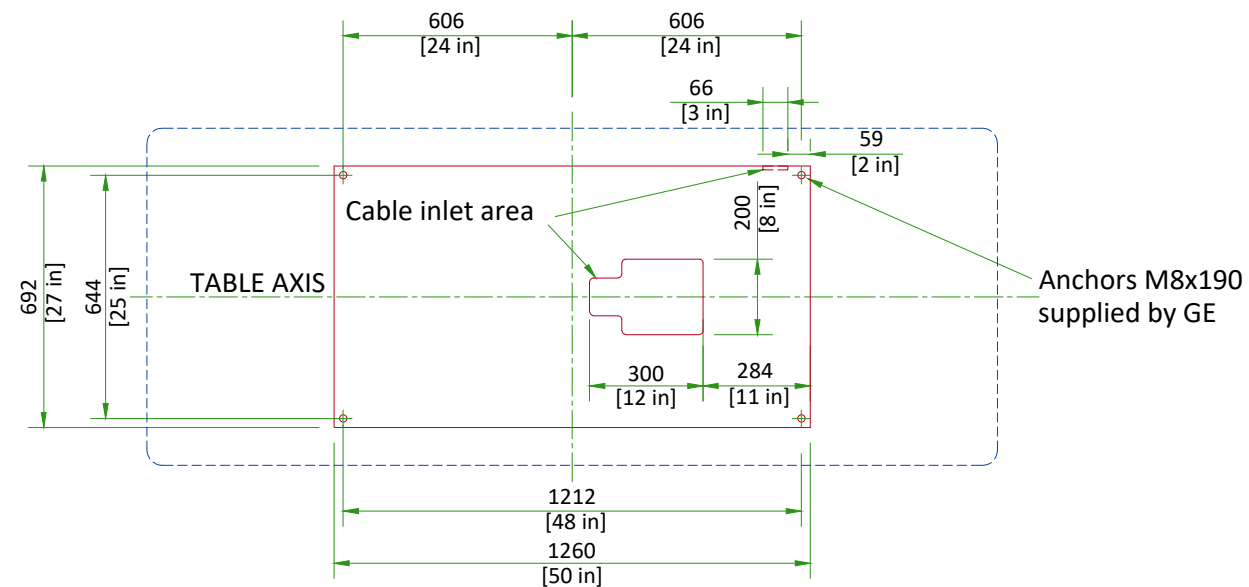 606
[24 in]
606
[24 in]
66
[3 in]
59
[2 in]
Cable inlet area
200
[8 in]
692
[27 in]
644
[25 in]
TABLE AXIS
Anchors M8x190
supplied by GE
300
[12 in]
284
[11 in]
1212
[48 in]
1260
[50 in]